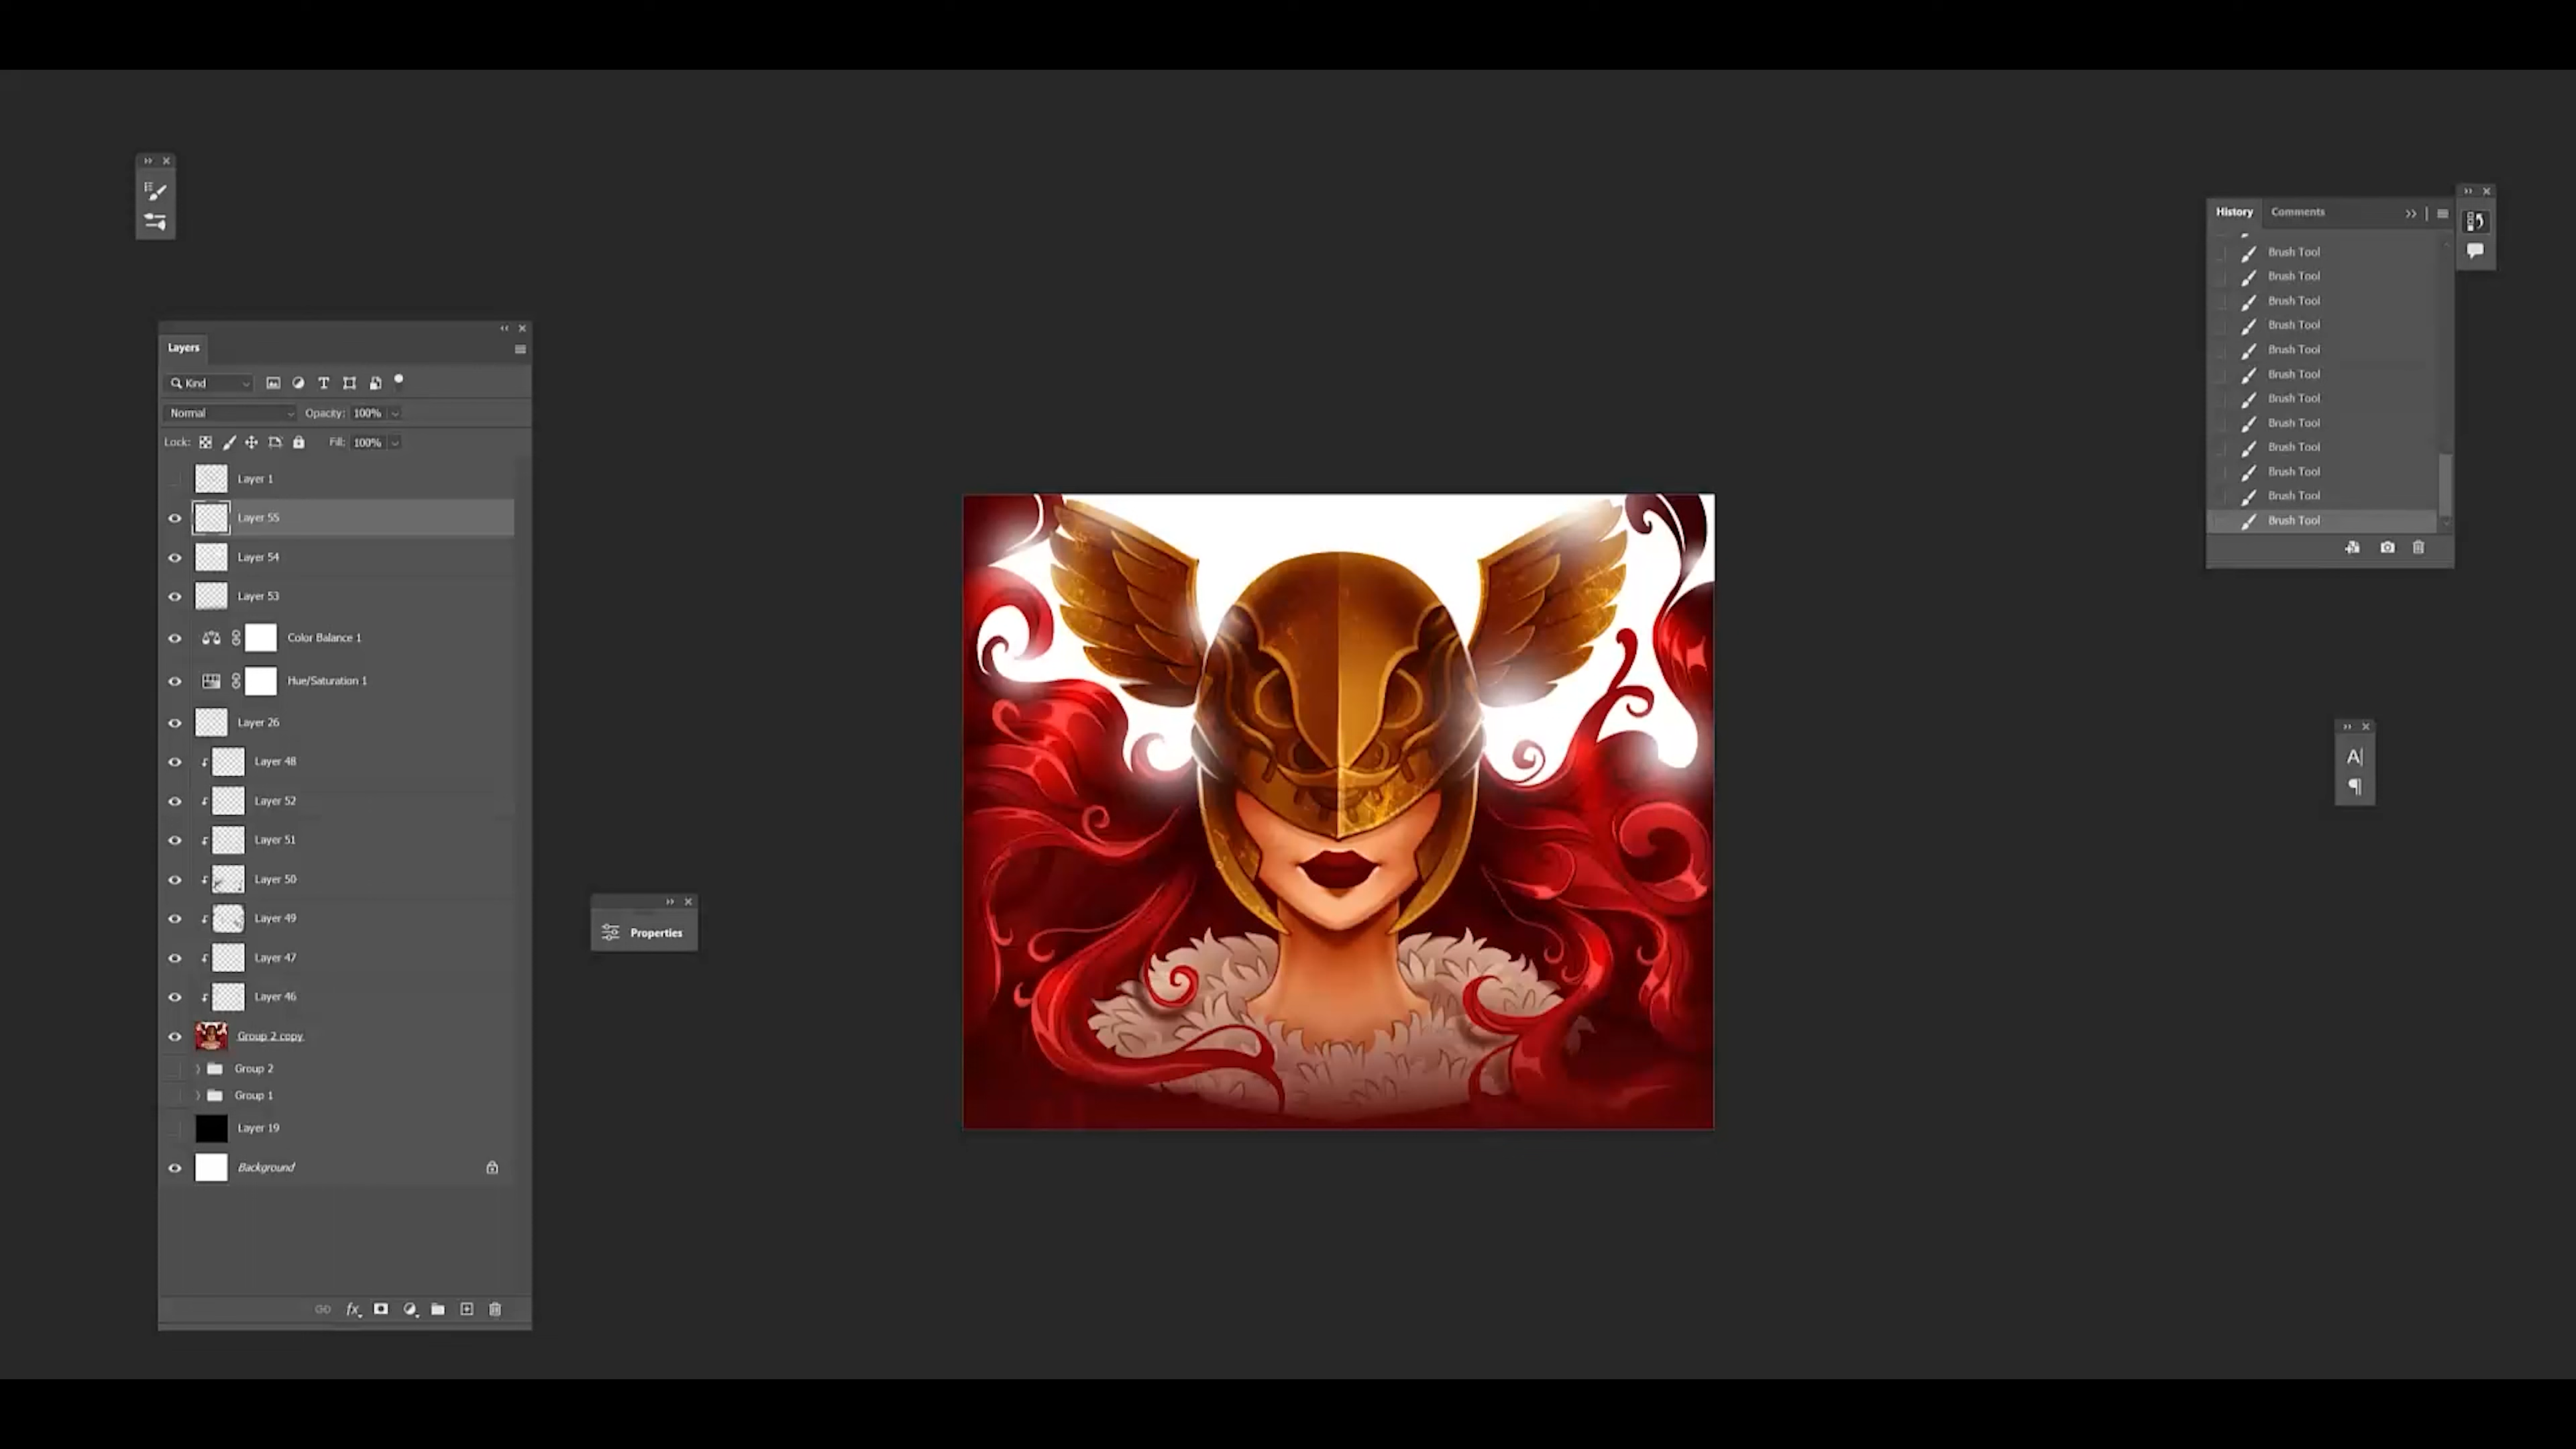 Layers
Kind
Normal Opacity: 100%
Lock: Fill: 100%
Layer 1
Layer 55
Layer 54
Layer 53
Color Balance 1
Hue/Saturation 1
Layer 26
Layer 48
Layer 52
Layer 51
Layer 50
Layer 49
Layer 47
Layer 46
Group 2 copy
Group 2
Group 1
Layer 19
Background
fx
Properties
History Comments
Brush Tool
Brush Tool
Brush Tool
Brush Tool
Brush Tool
Brush Tool
Brush Tool
Brush Tool
Brush Tool
Brush Tool
Brush Tool
Brush Tool